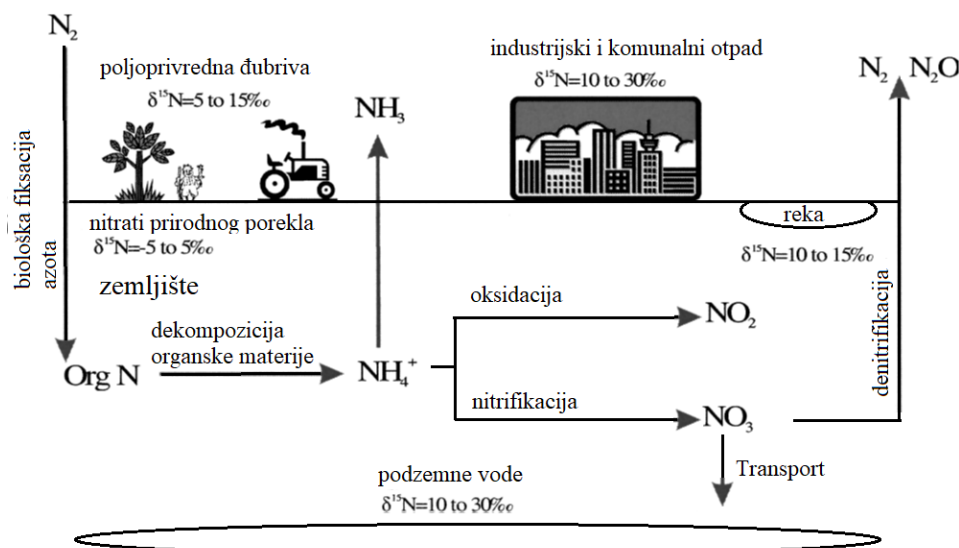 N₂
poljoprivredna đubriva
δ¹⁵N=5 to 15‰
industrijski i komunalni otpad
δ¹⁵N=10 to 30‰
N₂ N₂O
NH₃
biološka fiksacija
azota
nitrati prirodnog porekla
δ¹⁵N=-5 to 5‰
zemljište
reka
δ¹⁵N=10 to 15‰
denitrifikacija
dekompozicija
organske materije
Org N
NH₄⁺
oksidacija
NO₂
nitrifikacija
NO₃
Transport
podzemne vode
δ¹⁵N=10 to 30‰